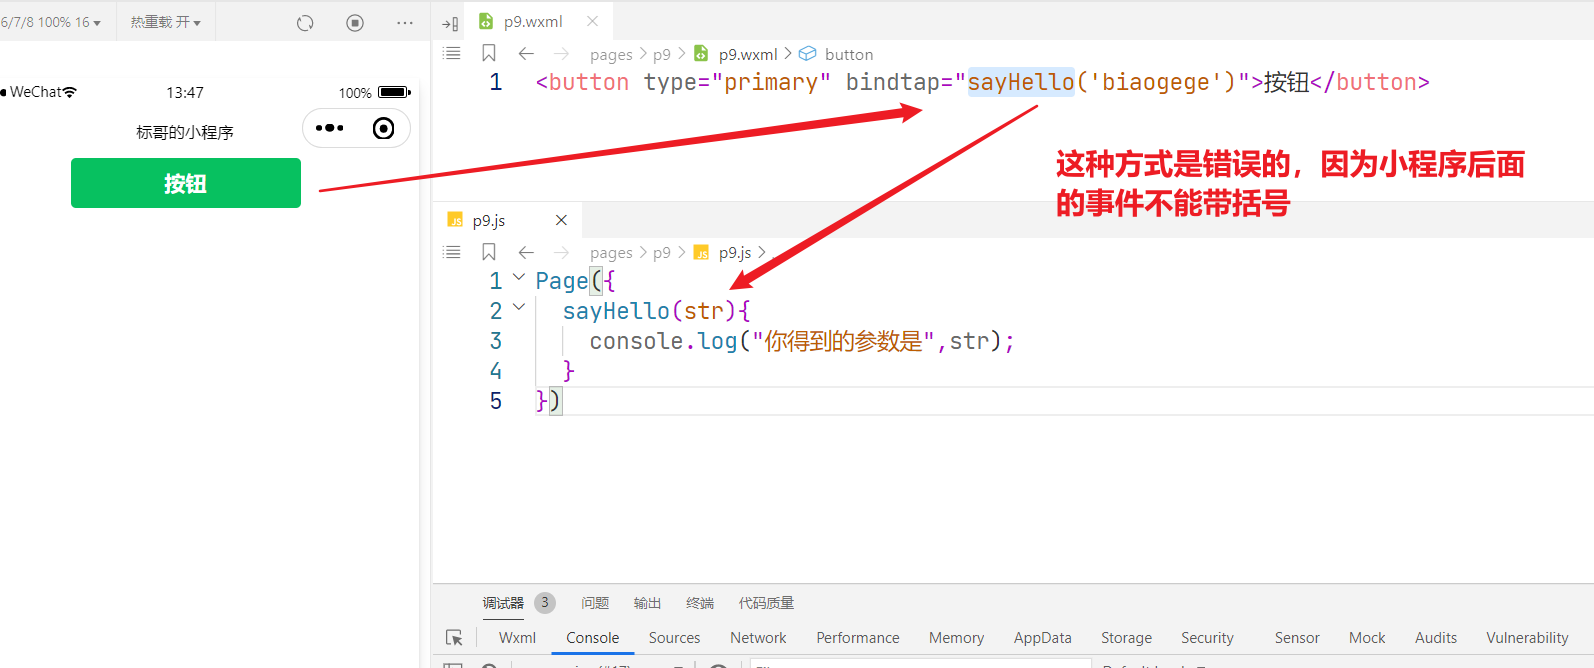 6/7/8 100% 16
热重载 开
p9.wxml
pages p9 p9.wxml button
1 <button type="primary" bindtap="sayHello('biaogege')">按钮</button>
WeChat 13:47 100%
标哥的小程序
按钮
这种方式是错误的，因为小程序后面
的事件不能带括号
JS p9.js
pages p9 JS p9.js
1 Page({
2 sayHello(str){
3 console.log("你得到的参数是",str);
4 }
5 })
调试器 3 问题 输出 终端 代码质量
Wxml Console Sources Network Performance Memory AppData Storage Security Sensor Mock Audits Vulnerability